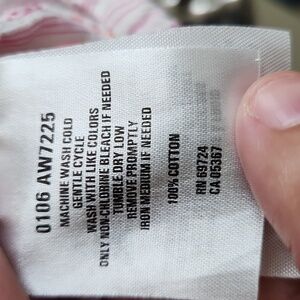 0106 AW7225
MACHINE WASH COLD
GENTLE CYCLE
WASH WITH LIKE COLORS
ONLY NON-CHLORINE BLEACH IF NEEDED
TUMBLE DRY LOW
REMOVE PROMPTLY
IRON MEDIUM IF NEEDED
100% COTTON
RN 69724
CA 05367